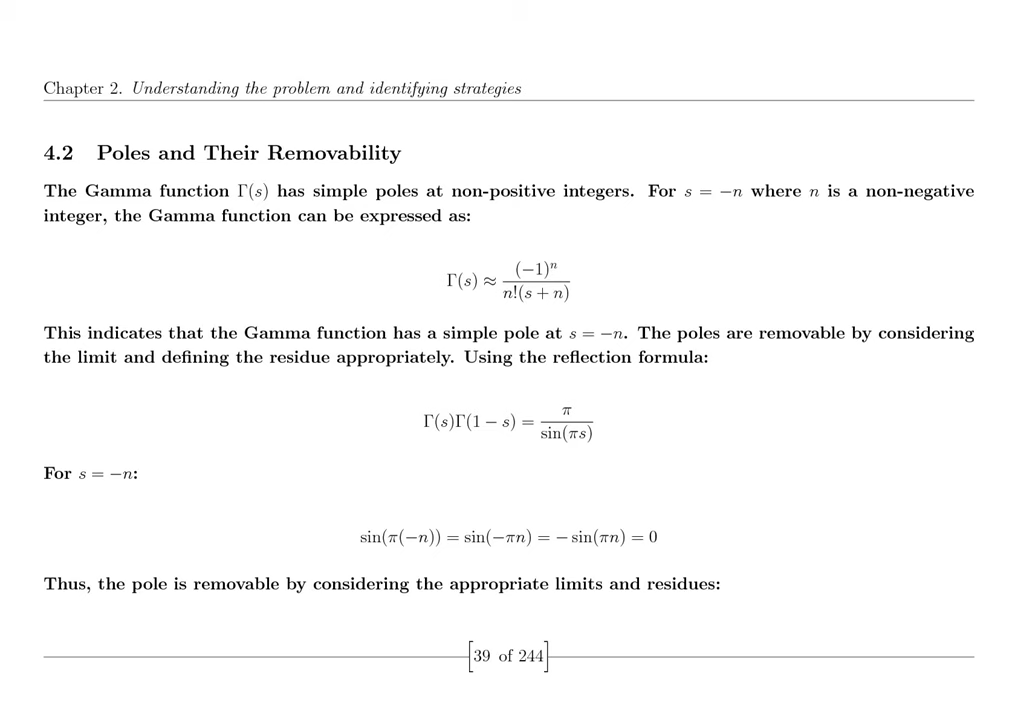 Chapter 2. Understanding the problem and identifying strategies
4.2 Poles and Their Removability
The Gamma function Γ(s) has simple poles at non-positive integers. For s = −n where n is a non-negative
integer, the Gamma function can be expressed as:
Γ(s) ≈ (−1)ⁿ / n!(s + n)
This indicates that the Gamma function has a simple pole at s = −n. The poles are removable by considering
the limit and defining the residue appropriately. Using the reflection formula:
Γ(s)Γ(1 − s) = π / sin(πs)
For s = −n:
sin(π(−n)) = sin(−πn) = − sin(πn) = 0
Thus, the pole is removable by considering the appropriate limits and residues:
[39 of 244]